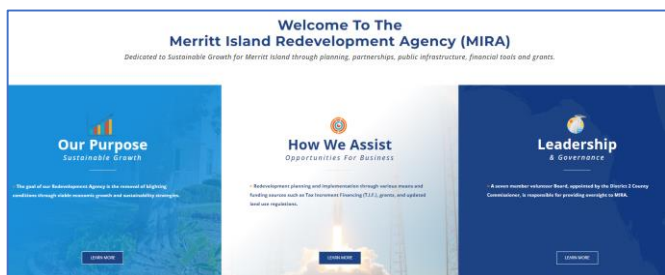 Welcome To The
Merritt Island Redevelopment Agency (MIRA)
Dedicated to Sustainable Growth for Merritt Island through planning, partnerships, public infrastructure, financial tools and grants.
Our Purpose
Sustainable Growth
- The goal of our Redevelopment Agency is the removal of blighting
conditions through viable economic growth and sustainability strategies.
LEARN MORE
How We Assist
Opportunities For Business
- Redevelopment planning and implementation through various means and
funding sources such as Tax Increment Financing (T.I.F.), grants, and updated
land use regulations.
LEARN MORE
Leadership
& Governance
- A seven member volunteer Board, appointed by the District 2 County
Commissioner, is responsible for providing oversight to MIRA.
LEARN MORE